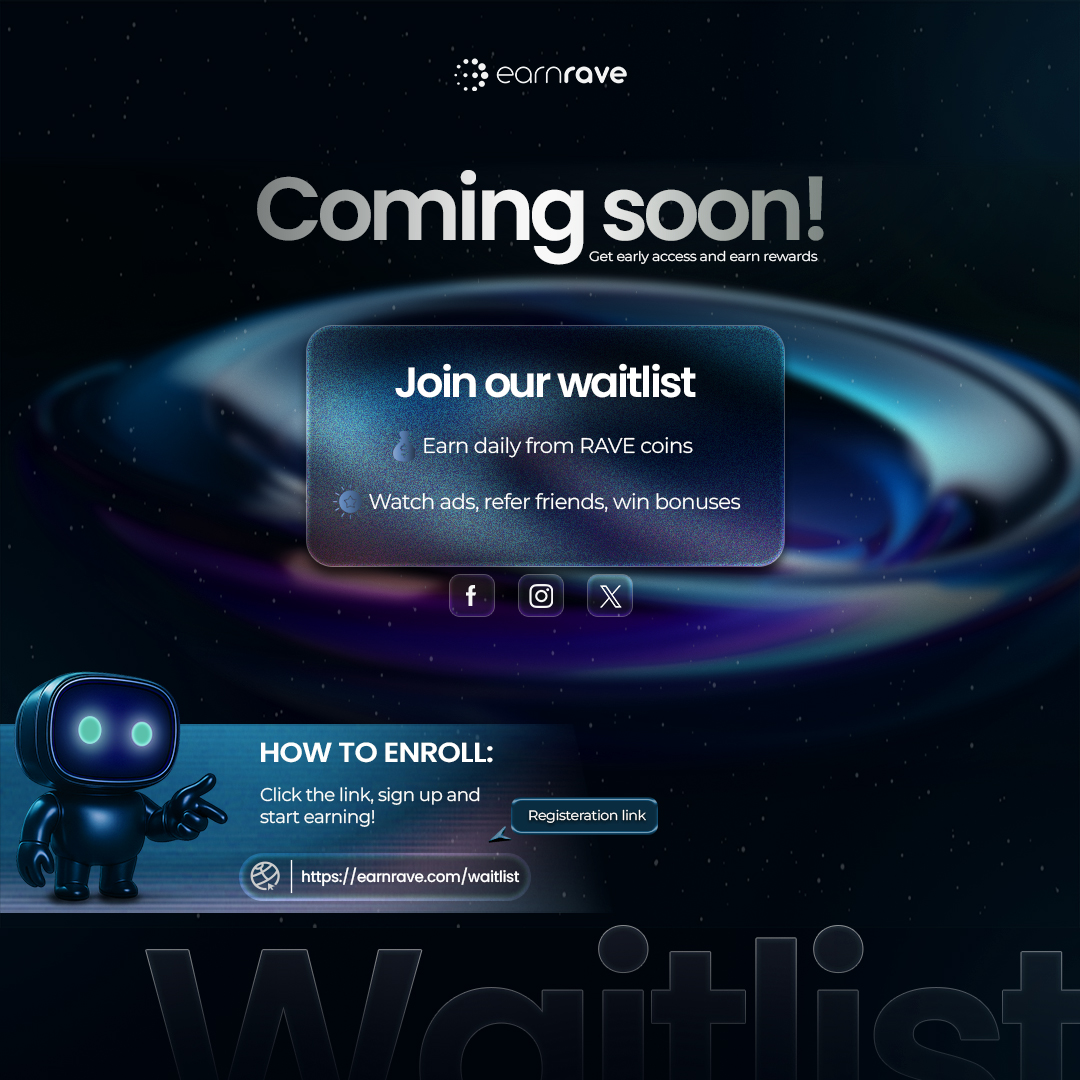 earnrave
Coming soon!
Get early access and earn rewards
Join our waitlist
Earn daily from RAVE coins
Watch ads, refer friends, win bonuses
HOW TO ENROLL:
Click the link, sign up and
start earning!
Registeration link
https://earnrave.com/waitlist
Waitlist